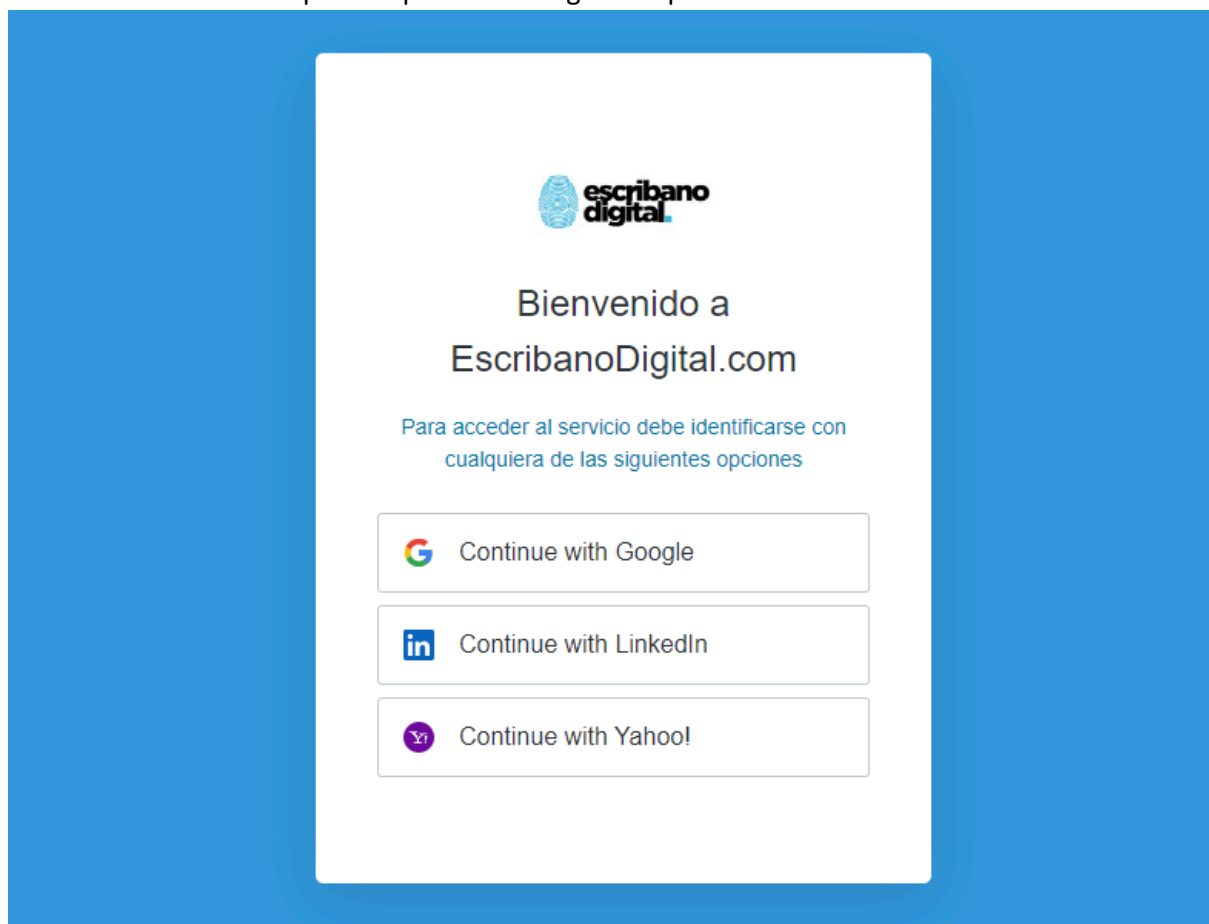 escribano
digital.
Bienvenido a
EscribanoDigital.com
Para acceder al servicio debe identificarse con
cualquiera de las siguientes opciones
Continue with Google
Continue with LinkedIn
Continue with Yahoo!